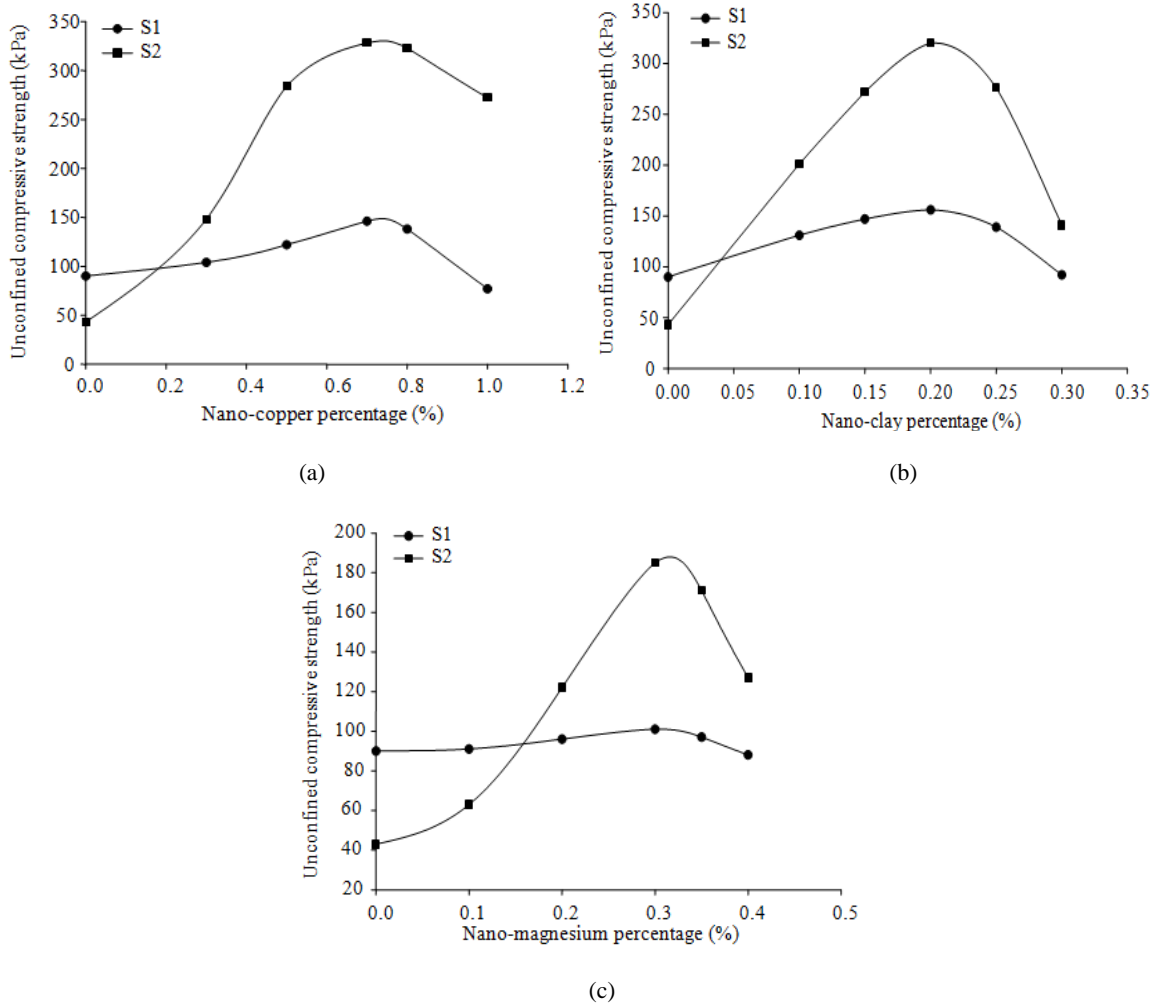 Unconfined compressive strength (kPa)
350
300
250
200
150
100
50
0
S1
S2
0.0 0.2 0.4 0.6 0.8 1.0 1.2
Nano-copper percentage (%)
(a)
Unconfined compressive strength (kPa)
350
300
250
200
150
100
50
0
S1
S2
0.00 0.05 0.10 0.15 0.20 0.25 0.30 0.35
Nano-clay percentage (%)
(b)
Unconfined compressive strength (kPa)
200
180
160
140
120
100
80
60
40
20
S1
S2
0.0 0.1 0.2 0.3 0.4 0.5
Nano-magnesium percentage (%)
(c)